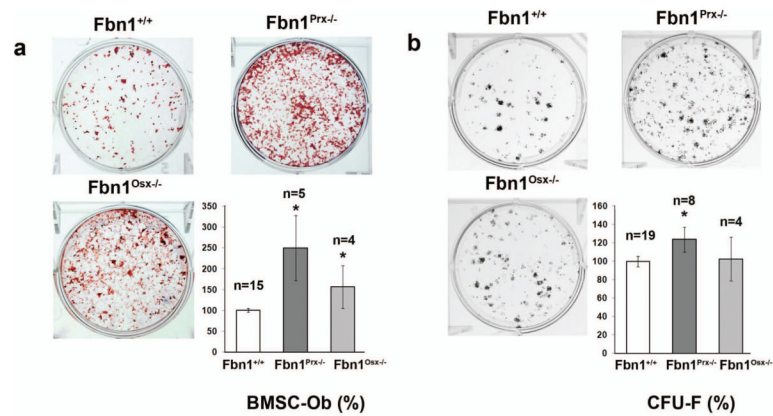 a
Fbn1+/+
Fbn1Prx-/-
Fbn1Osx-/-
n=15
n=5
*
n=4
*
350
300
250
200
150
100
50
0
Fbn1+/+ Fbn1Prx-/- Fbn1Osx-/-
BMSC-Ob (%)
b
Fbn1+/+
Fbn1Prx-/-
Fbn1Osx-/-
n=19
n=8
*
n=4
160
140
120
100
80
60
40
20
0
Fbn1+/+ Fbn1Prx-/- Fbn1Osx-/-
CFU-F (%)